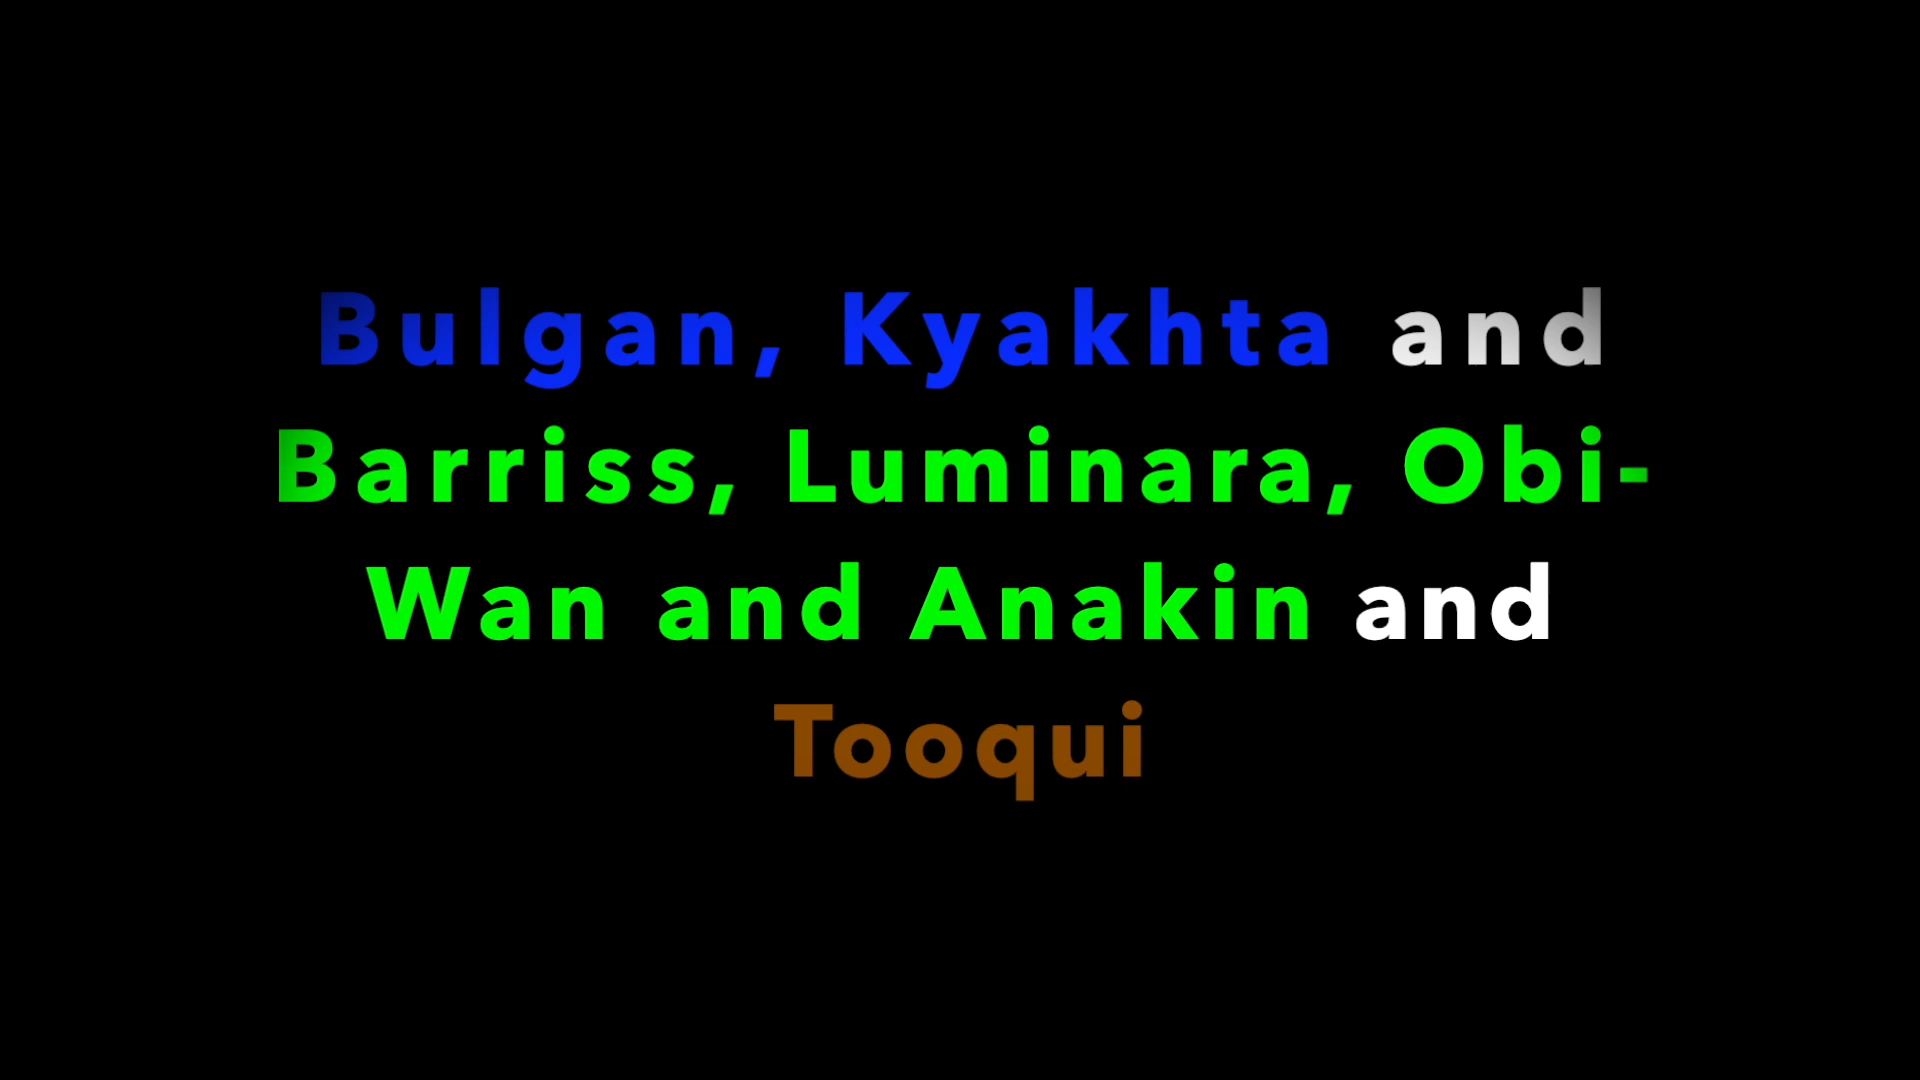 Bulgan, Kyakhta and
Barriss, Luminara, Obi-
Wan and Anakin and
Tooqui